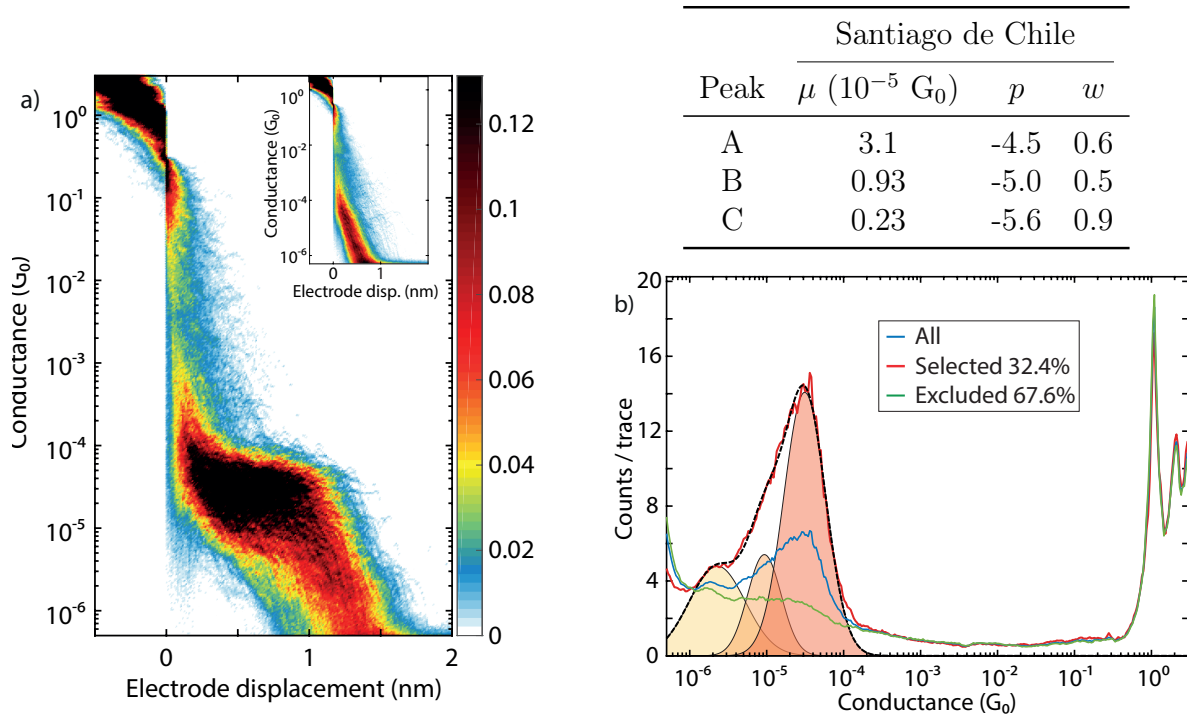 a)
Conductance (G₀)
10⁰
10⁻¹
10⁻²
10⁻³
10⁻⁴
10⁻⁵
10⁻⁶
0
1
2
Electrode displacement (nm)
Conductance (G₀)
10⁰
10⁻²
10⁻⁴
10⁻⁶
0
1
Electrode disp. (nm)
0.12
0.1
0.08
0.06
0.04
0.02
0
Santiago de Chile
Peak μ (10⁻⁵ G₀) p w
A 3.1 -4.5 0.6
B 0.93 -5.0 0.5
C 0.23 -5.6 0.9
b)
Counts / trace
20
16
12
8
4
0
All
Selected 32.4%
Excluded 67.6%
10⁻⁶ 10⁻⁵ 10⁻⁴ 10⁻³ 10⁻² 10⁻¹ 10⁰
Conductance (G₀)